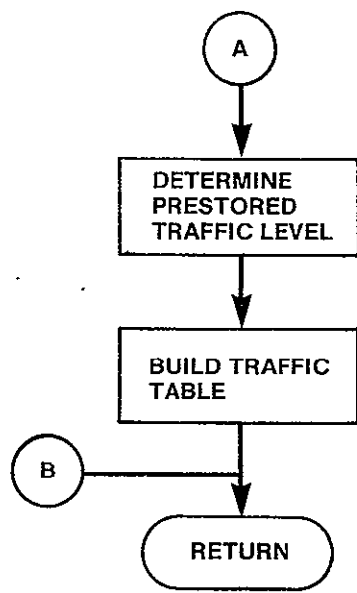 A
DETERMINE
PRESTORED
TRAFFIC LEVEL
BUILD TRAFFIC
TABLE
B
RETURN